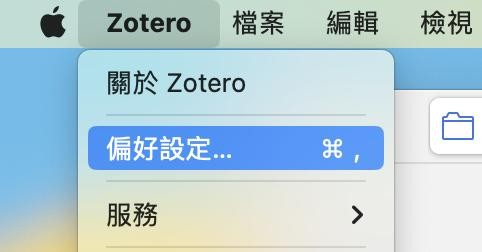 Zotero 檔案 編輯 檢視
關於 Zotero
偏好設定... ⌘ ,
服務